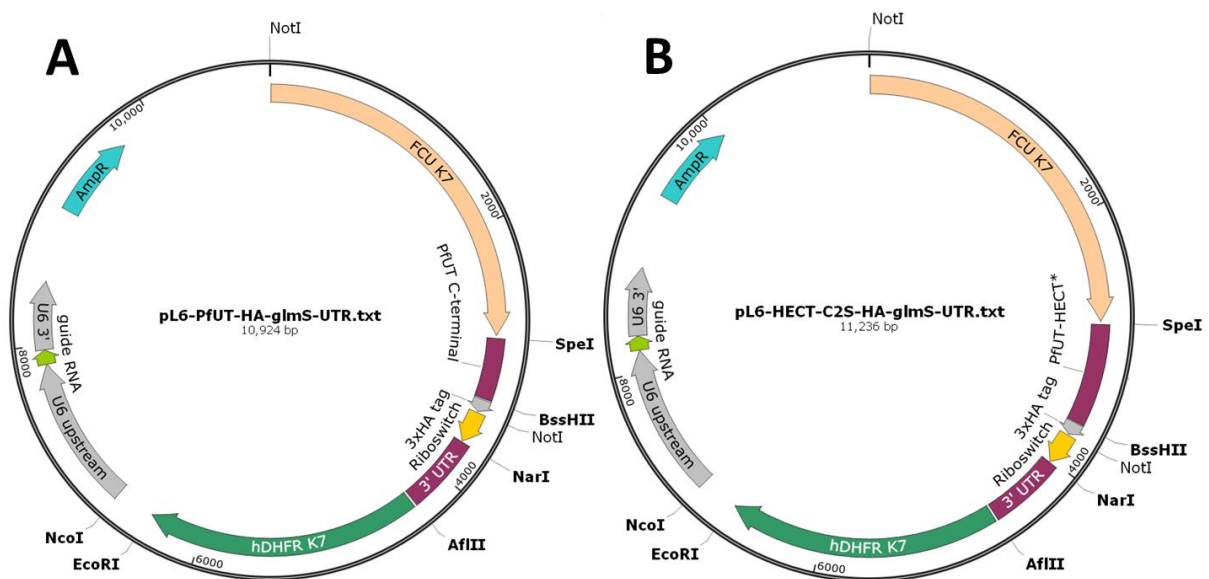 A
NotI
FCU K7
2000
SpeI
PfUT C-terminal
BssHII
NotI
3xHA tag
Riboswitch
NarI
4000
3' UTR
AflII
hDHFR K7
6000
EcoRI
NcoI
U6 upstream
guide RNA
8000
U6 3'
AmpR
10,000
pL6-PfUT-HA-glmS-UTR.txt
10,924 bp
B
NotI
FCU K7
2000
SpeI
PfUT-HECT*
BssHII
NotI
3xHA tag
Riboswitch
NarI
4000
3' UTR
AflII
hDHFR K7
6000
EcoRI
NcoI
U6 upstream
guide RNA
8000
U6 3'
AmpR
10,000
pL6-HECT-C2S-HA-glmS-UTR.txt
11,236 bp